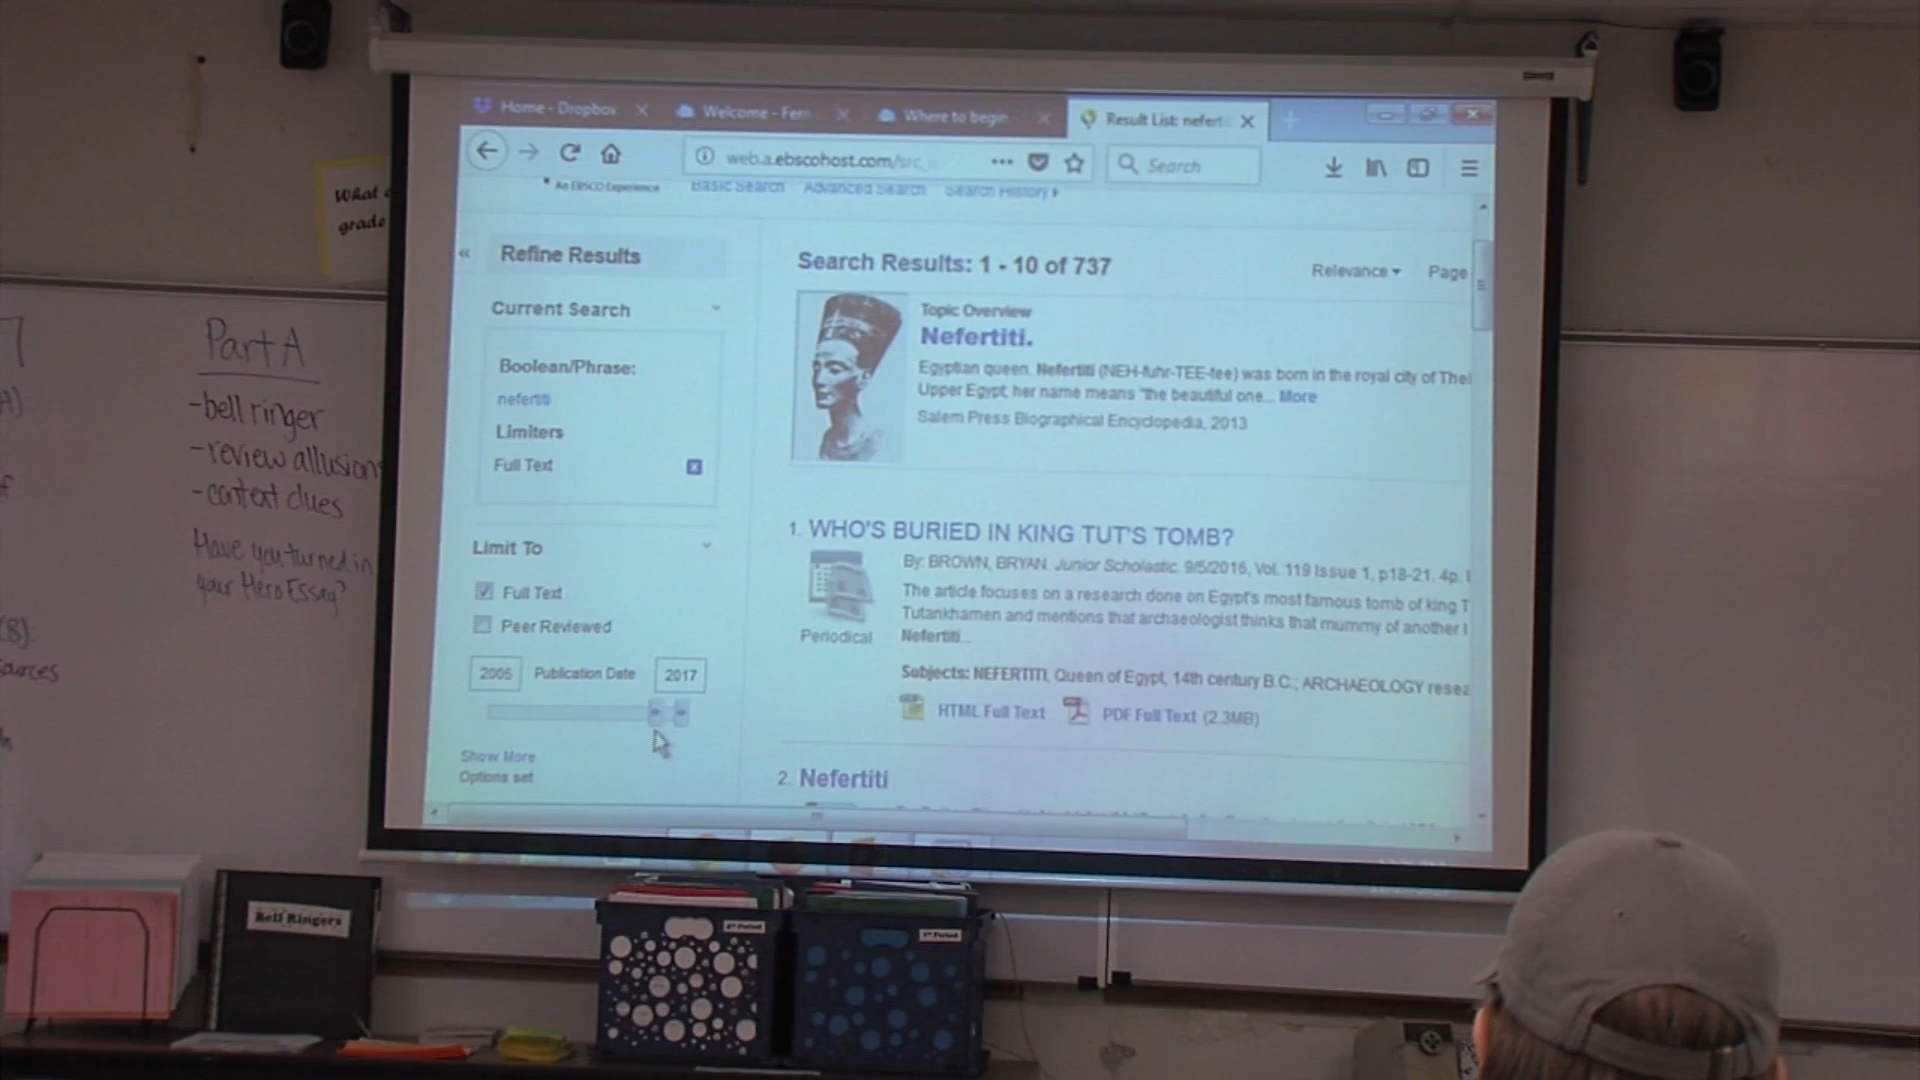 Home - Dropbox
Welcome - Fern
Where to begin
Result List: neferti
web.a.ebscohost.com/src_
Search
An EBSCO Experience
Basic Search
Advanced Search
Search History
What
grade
Refine Results
Current Search
Boolean/Phrase:
nefertiti
Limiters
Full Text
Limit To
Full Text
Peer Reviewed
2005 Publication Date 2017
Show More
Options set
Search Results: 1 - 10 of 737
Relevance
Page
Topic Overview
Nefertiti.
Egyptian queen. Nefertiti (NEH-fuhr-TEE-tee) was born in the royal city of The
Upper Egypt; her name means "the beautiful one... More
Salem Press Biographical Encyclopedia, 2013
1. WHO'S BURIED IN KING TUT'S TOMB?
By: BROWN, BRYAN. Junior Scholastic. 9/5/2016, Vol. 119 Issue 1, p18-21. 4p.
The article focuses on a research done on Egypt's most famous tomb of king T
Tutankhamen and mentions that archaeologist thinks that mummy of another
Nefertiti...
Periodical
Subjects: NEFERTITI, Queen of Egypt, 14th century B.C.; ARCHAEOLOGY resea
HTML Full Text
PDF Full Text (2.3MB)
2. Nefertiti
Part A
-bell ringer
-review allusions
-context clues
Have you turned in
your Hero Essay?
Bell Ringers